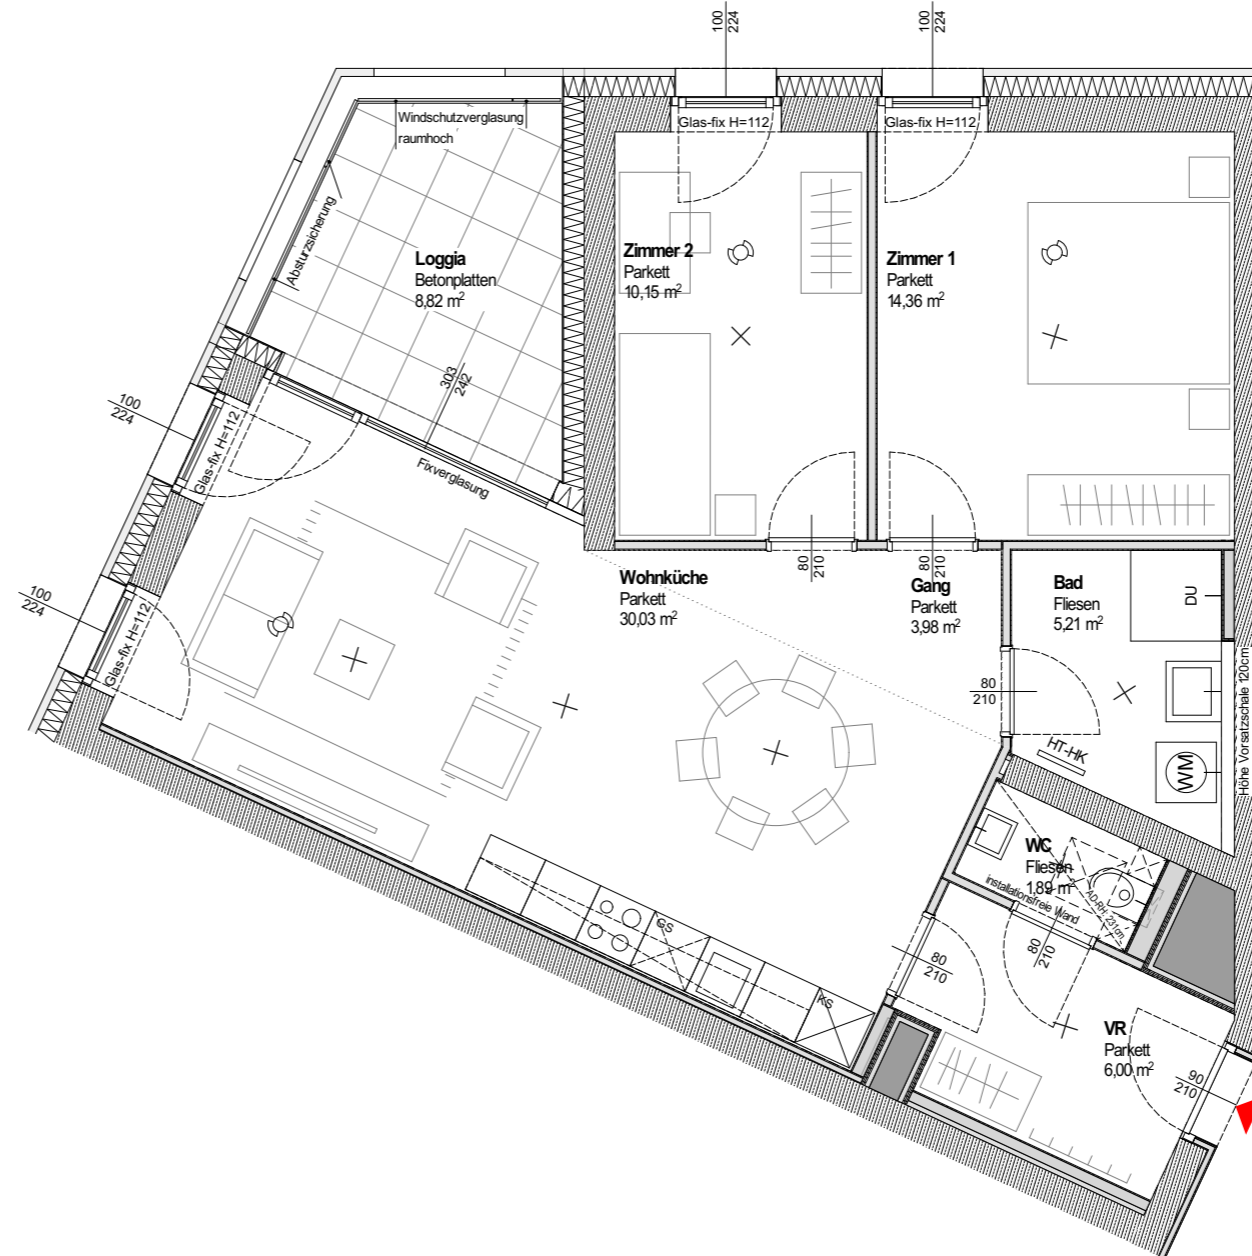 100
224
100
224
Windschutzverglasung
raumhoch
Glas-fix H=112
Glas-fix H=112
Absturzsicherung
Loggia
Betonplatten
8,82 m²
Zimmer 2
Parkett
10,15 m²
Zimmer 1
Parkett
14,36 m²
303
242
100
224
Glas-fix H=112
Fixverglasung
100
224
Glas-fix H=112
80
210
80
210
Wohnküche
Parkett
30,03 m²
Gang
Parkett
3,98 m²
Bad
Fliesen
5,21 m²
DU
80
210
HT-HK
WM
Höhe Vorsatzschale 120cm
WC
Fliesen
1,89 m²
installationsfreie Wand
AD-RH: 231cm
80
210
80
210
GS
KS
VR
Parkett
6,00 m²
90
210